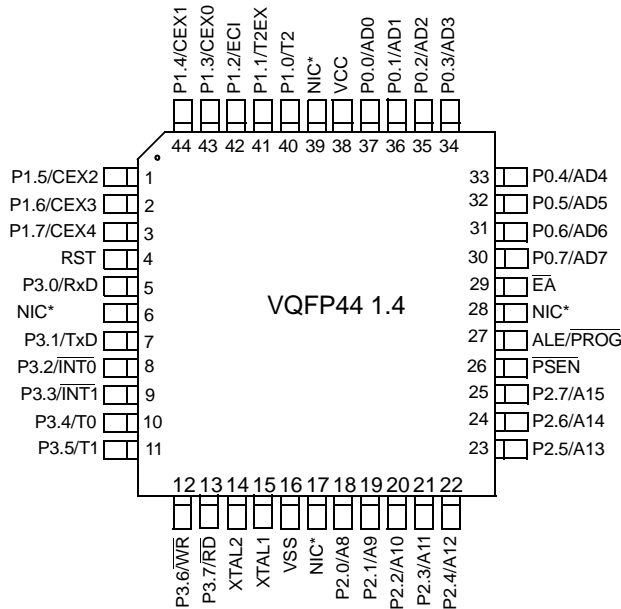 P1.4/CEX1
P1.3/CEX0
P1.2/ECI
P1.1/T2EX
P1.0/T2
NIC*
VCC
P0.0/AD0
P0.1/AD1
P0.2/AD2
P0.3/AD3
44 43 42 41 40 39 38 37 36 35 34
P1.5/CEX2 1
P1.6/CEX3 2
P1.7/CEX4 3
RST 4
P3.0/RxD 5
NIC* 6
P3.1/TxD 7
P3.2/INT0 8
P3.3/INT1 9
P3.4/T0 10
P3.5/T1 11
VQFP44 1.4
33 P0.4/AD4
32 P0.5/AD5
31 P0.6/AD6
30 P0.7/AD7
29 EA
28 NIC*
27 ALE/PROG
26 PSEN
25 P2.7/A15
24 P2.6/A14
23 P2.5/A13
12 13 14 15 16 17 18 19 20 21 22
P3.6/WR
P3.7/RD
XTAL2
XTAL1
VSS
NIC*
P2.0/A8
P2.1/A9
P2.2/A10
P2.3/A11
P2.4/A12